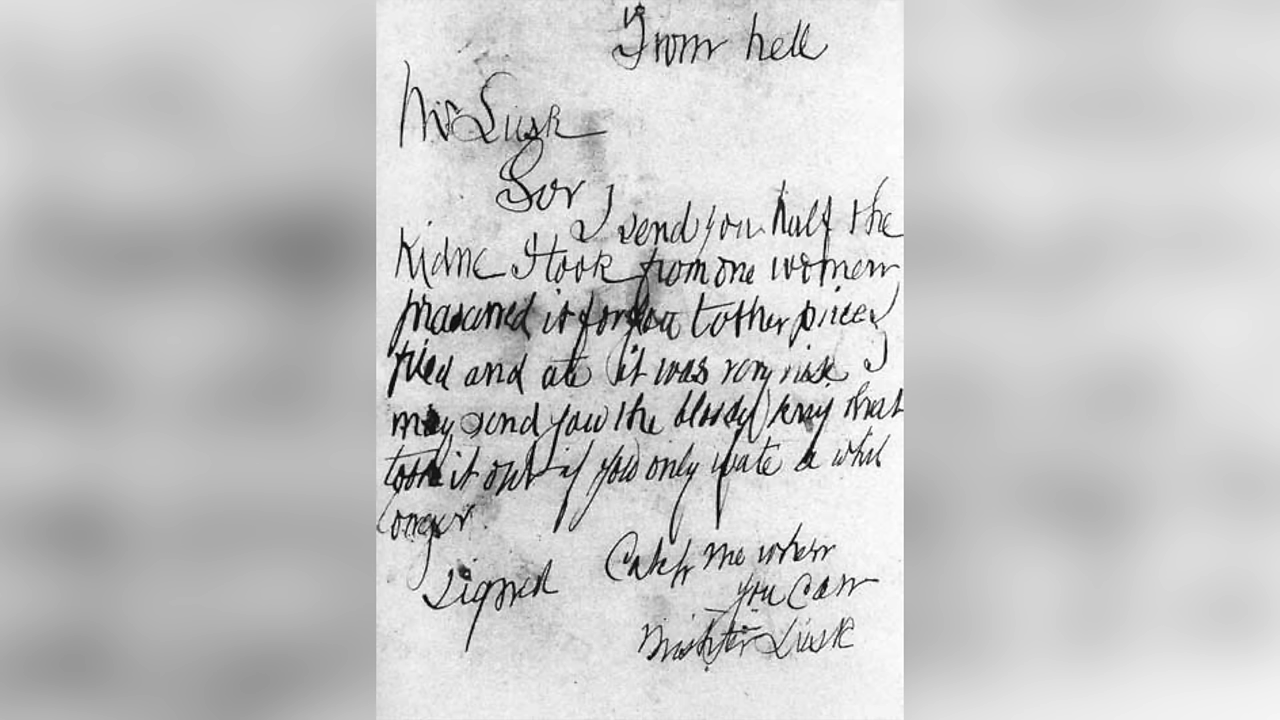 From hell
Mr Lusk
Sor
I send you half the
Kidne I took from one women
prasarved it for you tother piece I
fried and ate it was very nise I
may send you the bloody knif that
took it out if you only wate a whil
longer
signed Catch me when
you Can
Mishter Lusk